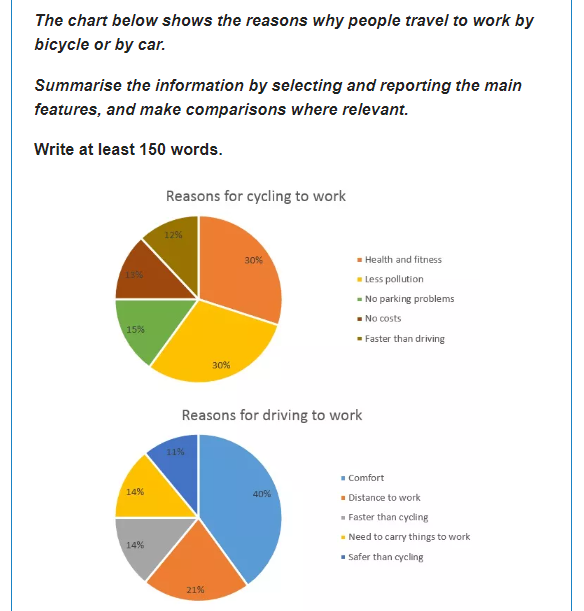 The chart below shows the reasons why people travel to work by
bicycle or by car.
Summarise the information by selecting and reporting the main
features, and make comparisons where relevant.
Write at least 150 words.
Reasons for cycling to work
12%
30%
13%
15%
30%
Health and fitness
Less pollution
No parking problems
No costs
Faster than driving
Reasons for driving to work
11%
14%
40%
14%
21%
Comfort
Distance to work
Faster than cycling
Need to carry things to work
Safer than cycling